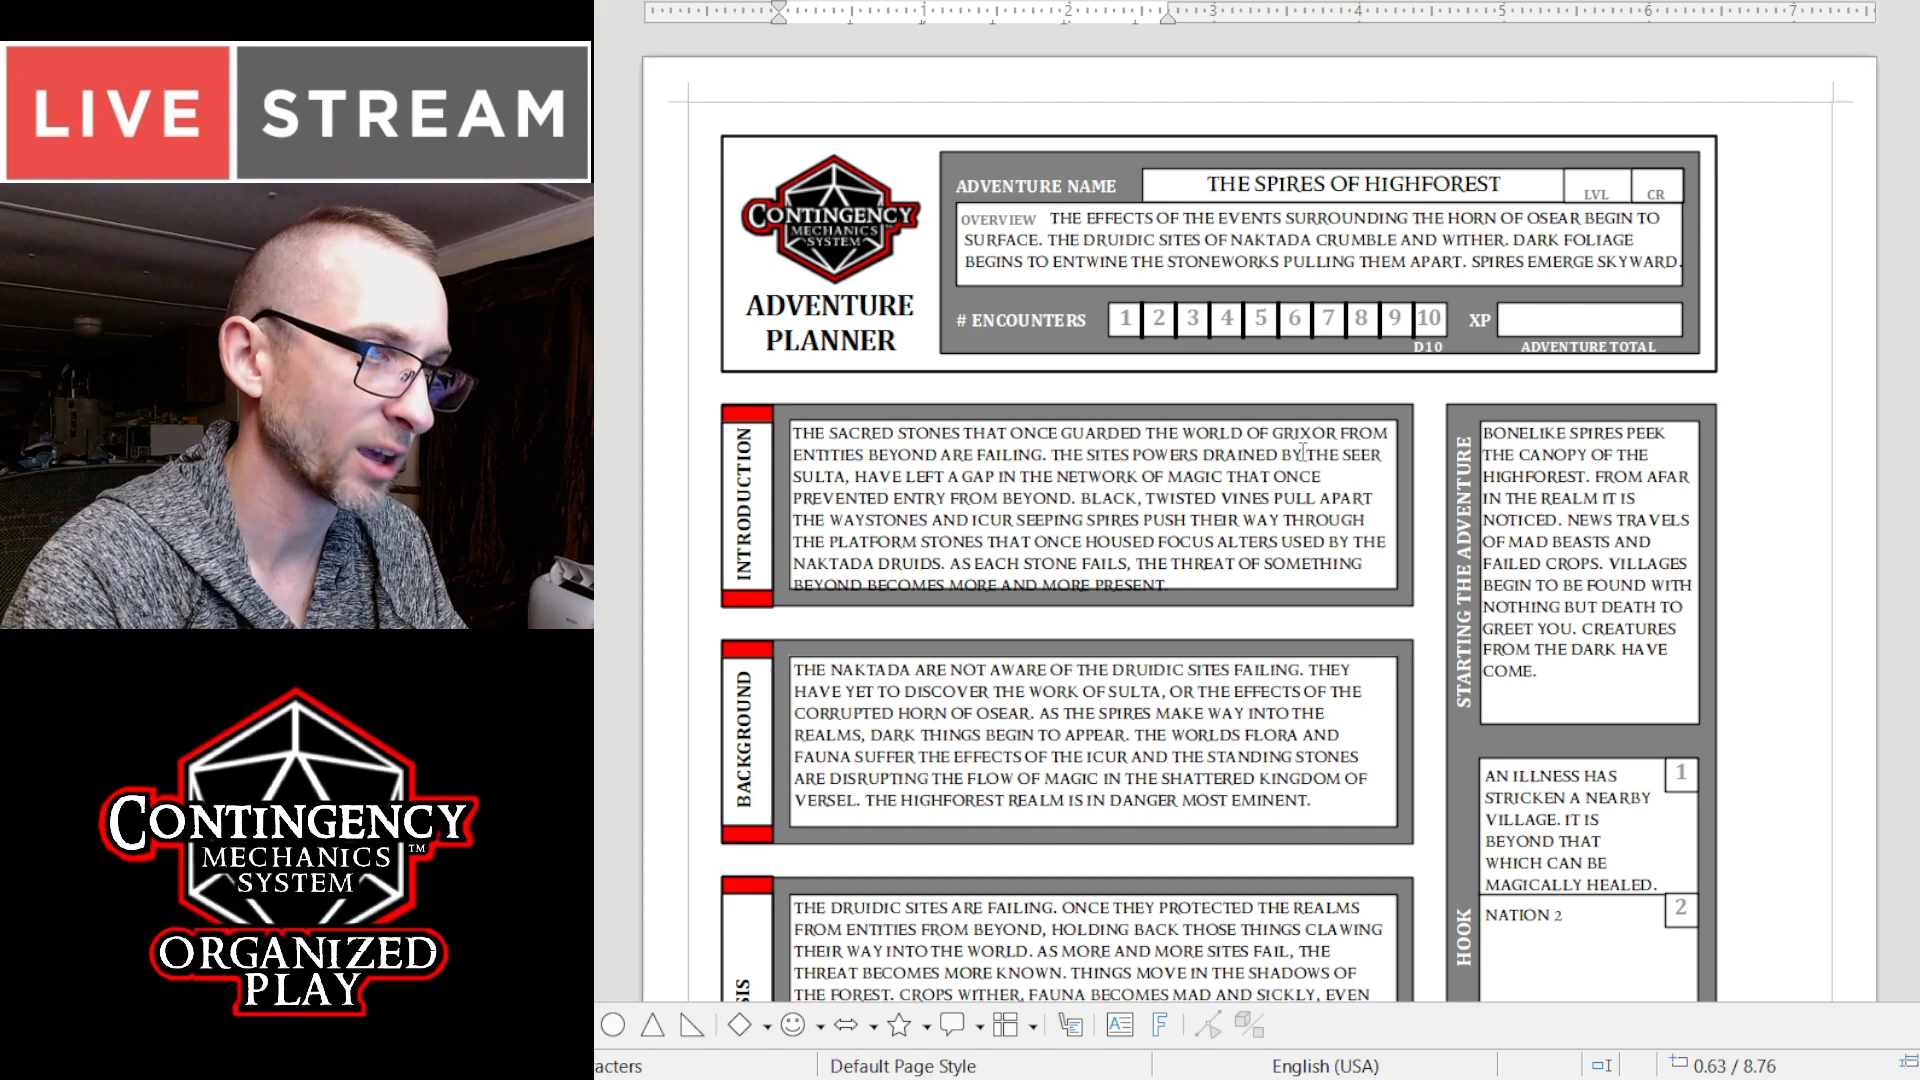 LIVE STREAM
CONTINGENCY
MECHANICS™
SYSTEM
ORGANIZED
PLAY
1 2 3 4 5 6 7
CONTINGENCY
MECHANICS
SYSTEM™
ADVENTURE
PLANNER
ADVENTURE NAME THE SPIRES OF HIGHFOREST LVL CR
OVERVIEW THE EFFECTS OF THE EVENTS SURROUNDING THE HORN OF OSEAR BEGIN TO
SURFACE. THE DRUIDIC SITES OF NAKTADA CRUMBLE AND WITHER. DARK FOLIAGE
BEGINS TO ENTWINE THE STONEWORKS PULLING THEM APART. SPIRES EMERGE SKYWARD.
# ENCOUNTERS 1 2 3 4 5 6 7 8 9 10 XP
D10 ADVENTURE TOTAL
INTRODUCTION
THE SACRED STONES THAT ONCE GUARDED THE WORLD OF GRIXOR FROM
ENTITIES BEYOND ARE FAILING. THE SITES POWERS DRAINED BY THE SEER
SULTA, HAVE LEFT A GAP IN THE NETWORK OF MAGIC THAT ONCE
PREVENTED ENTRY FROM BEYOND. BLACK, TWISTED VINES PULL APART
THE WAYSTONES AND ICUR SEEPING SPIRES PUSH THEIR WAY THROUGH
THE PLATFORM STONES THAT ONCE HOUSED FOCUS ALTERS USED BY THE
NAKTADA DRUIDS. AS EACH STONE FAILS, THE THREAT OF SOMETHING
BEYOND BECOMES MORE AND MORE PRESENT.
BACKGROUND
THE NAKTADA ARE NOT AWARE OF THE DRUIDIC SITES FAILING. THEY
HAVE YET TO DISCOVER THE WORK OF SULTA, OR THE EFFECTS OF THE
CORRUPTED HORN OF OSEAR. AS THE SPIRES MAKE WAY INTO THE
REALMS, DARK THINGS BEGIN TO APPEAR. THE WORLDS FLORA AND
FAUNA SUFFER THE EFFECTS OF THE ICUR AND THE STANDING STONES
ARE DISRUPTING THE FLOW OF MAGIC IN THE SHATTERED KINGDOM OF
VERSEL. THE HIGHFOREST REALM IS IN DANGER MOST EMINENT.
SIS
THE DRUIDIC SITES ARE FAILING. ONCE THEY PROTECTED THE REALMS
FROM ENTITIES FROM BEYOND, HOLDING BACK THOSE THINGS CLAWING
THEIR WAY INTO THE WORLD. AS MORE AND MORE SITES FAIL, THE
THREAT BECOMES MORE KNOWN. THINGS MOVE IN THE SHADOWS OF
THE FOREST. CROPS WITHER, FAUNA BECOMES MAD AND SICKLY, EVEN
STARTING THE ADVENTURE
BONELIKE SPIRES PEEK
THE CANOPY OF THE
HIGHFOREST. FROM AFAR
IN THE REALM IT IS
NOTICED. NEWS TRAVELS
OF MAD BEASTS AND
FAILED CROPS. VILLAGES
BEGIN TO BE FOUND WITH
NOTHING BUT DEATH TO
GREET YOU. CREATURES
FROM THE DARK HAVE
COME.
HOOK
AN ILLNESS HAS 1
STRICKEN A NEARBY
VILLAGE. IT IS
BEYOND THAT
WHICH CAN BE
MAGICALLY HEALED.
NATION 2 2
acters Default Page Style English (USA) 0.63 / 8.76